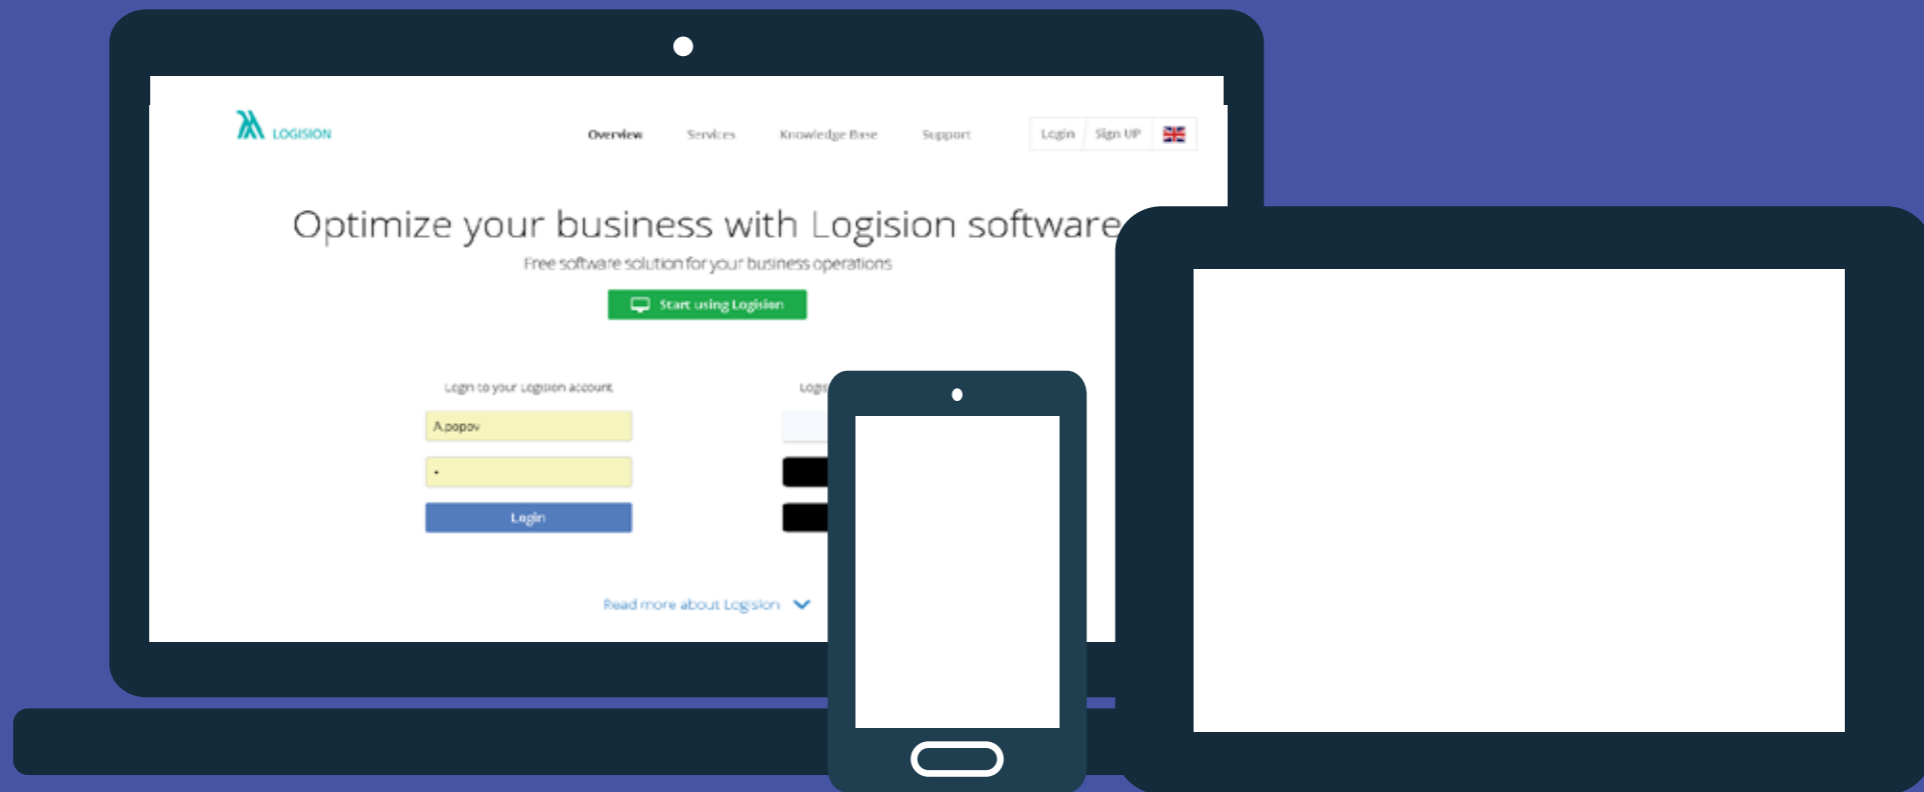 LOGISION
Overview Services Knowledge Base Support Login Sign UP
Optimize your business with Logision software
Free software solution for your business operations
Start using Logision
Login to your Logision account Logis
A.popov
Login
Read more about Logision